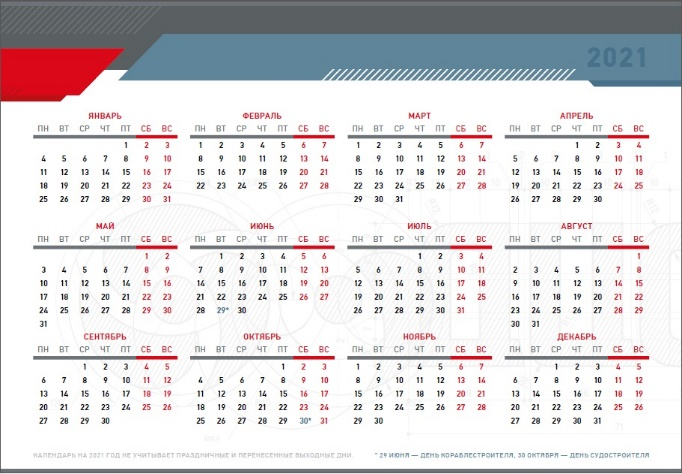 2021
ЯНВАРЬ
ПН ВТ СР ЧТ ПТ СБ ВС
1 2 3
4 5 6 7 8 9 10
11 12 13 14 15 16 17
18 19 20 21 22 23 24
25 26 27 28 29 30 31
ФЕВРАЛЬ
ПН ВТ СР ЧТ ПТ СБ ВС
1 2 3 4 5 6 7
8 9 10 11 12 13 14
15 16 17 18 19 20 21
22 23 24 25 26 27 28
МАРТ
ПН ВТ СР ЧТ ПТ СБ ВС
1 2 3 4 5 6 7
8 9 10 11 12 13 14
15 16 17 18 19 20 21
22 23 24 25 26 27 28
29 30 31
АПРЕЛЬ
ПН ВТ СР ЧТ ПТ СБ ВС
1 2 3 4
5 6 7 8 9 10 11
12 13 14 15 16 17 18
19 20 21 22 23 24 25
26 27 28 29 30
МАЙ
ПН ВТ СР ЧТ ПТ СБ ВС
1 2
3 4 5 6 7 8 9
10 11 12 13 14 15 16
17 18 19 20 21 22 23
24 25 26 27 28 29 30
31
ИЮНЬ
ПН ВТ СР ЧТ ПТ СБ ВС
1 2 3 4 5 6
7 8 9 10 11 12 13
14 15 16 17 18 19 20
21 22 23 24 25 26 27
28 29* 30
ИЮЛЬ
ПН ВТ СР ЧТ ПТ СБ ВС
1 2 3 4
5 6 7 8 9 10 11
12 13 14 15 16 17 18
19 20 21 22 23 24 25
26 27 28 29 30 31
АВГУСТ
ПН ВТ СР ЧТ ПТ СБ ВС
1
2 3 4 5 6 7 8
9 10 11 12 13 14 15
16 17 18 19 20 21 22
23 24 25 26 27 28 29
30 31
СЕНТЯБРЬ
ПН ВТ СР ЧТ ПТ СБ ВС
1 2 3 4 5
6 7 8 9 10 11 12
13 14 15 16 17 18 19
20 21 22 23 24 25 26
27 28 29 30
ОКТЯБРЬ
ПН ВТ СР ЧТ ПТ СБ ВС
1 2 3
4 5 6 7 8 9 10
11 12 13 14 15 16 17
18 19 20 21 22 23 24
25 26 27 28 29 30* 31
НОЯБРЬ
ПН ВТ СР ЧТ ПТ СБ ВС
1 2 3 4 5 6 7
8 9 10 11 12 13 14
15 16 17 18 19 20 21
22 23 24 25 26 27 28
29 30
ДЕКАБРЬ
ПН ВТ СР ЧТ ПТ СБ ВС
1 2 3 4 5
6 7 8 9 10 11 12
13 14 15 16 17 18 19
20 21 22 23 24 25 26
27 28 29 30 31
КАЛЕНДАРЬ НА 2021 ГОД НЕ УЧИТЫВАЕТ ПРАЗДНИЧНЫЕ И ПЕРЕНЕСЕННЫЕ ВЫХОДНЫЕ ДНИ.
* 29 ИЮНЯ — ДЕНЬ КОРАБЛЕСТРОИТЕЛЯ, 30 ОКТЯБРЯ — ДЕНЬ СУДОСТРОИТЕЛЯ